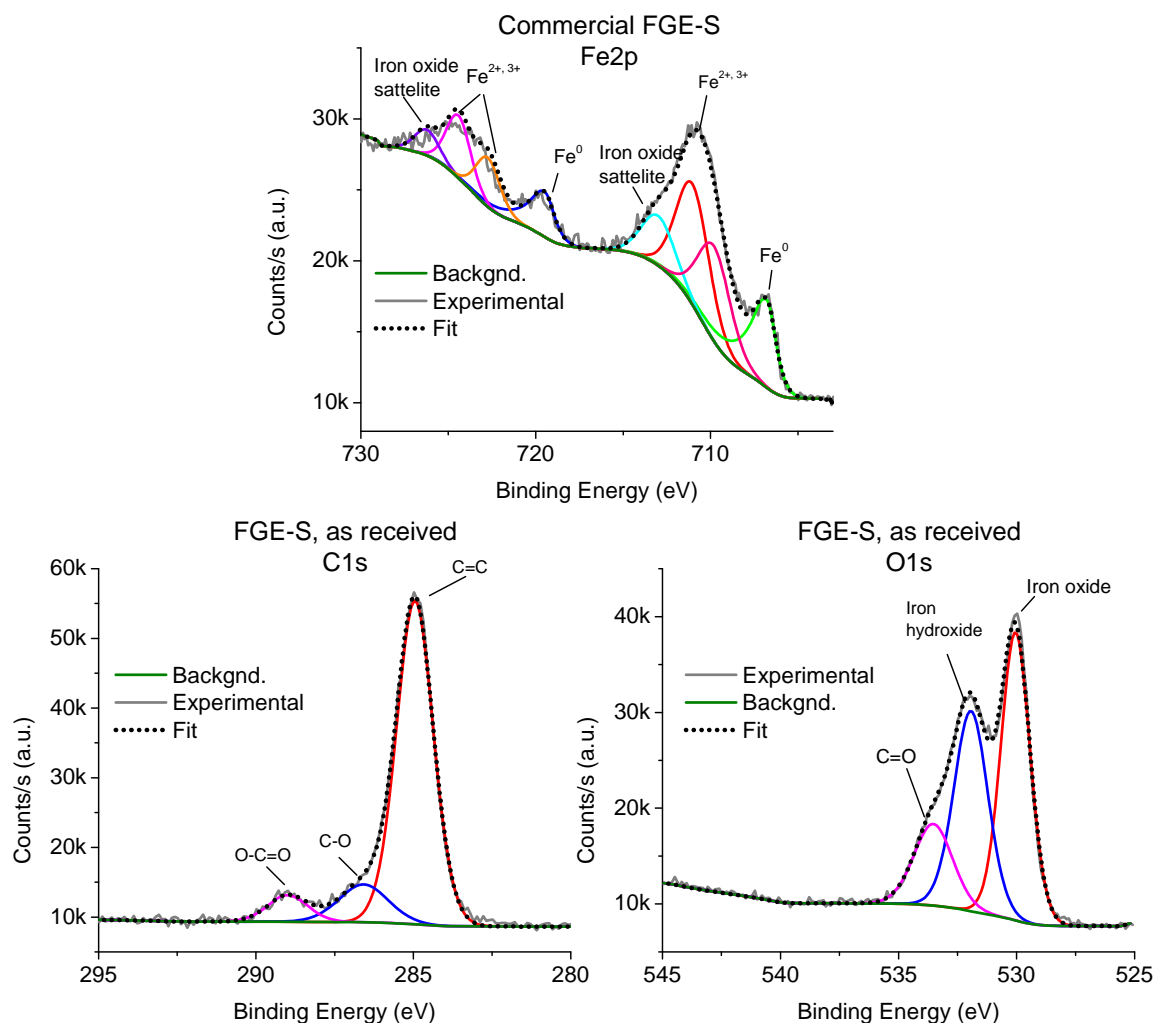 Commercial FGE-S
Fe2p
Iron oxide
sattelite
Fe2+, 3+
Fe2+, 3+
Iron oxide
sattelite
Fe0
Fe0
30k
20k
10k
Counts/s (a.u.)
Backgnd.
Experimental
Fit
730
720
710
Binding Energy (eV)
FGE-S, as received
C1s
C=C
C-O
O-C=O
60k
50k
40k
30k
20k
10k
Counts/s (a.u.)
Backgnd.
Experimental
Fit
295
290
285
280
Binding Energy (eV)
FGE-S, as received
O1s
Iron oxide
Iron
hydroxide
C=O
40k
30k
20k
10k
Counts/s (a.u.)
Experimental
Backgnd.
Fit
545
540
535
530
525
Binding Energy (eV)